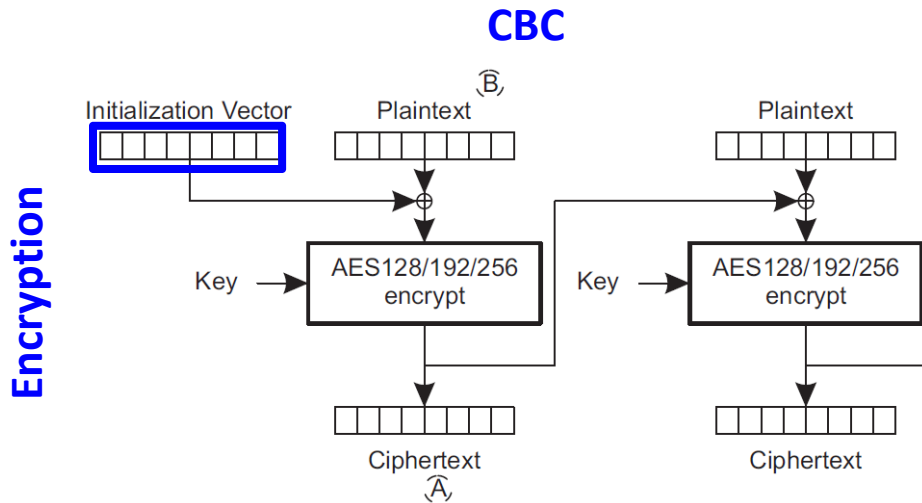 CBC
B
Initialization Vector
Plaintext
Plaintext
Encryption
Key
AES128/192/256
encrypt
Key
AES128/192/256
encrypt
Ciphertext
Ciphertext
A